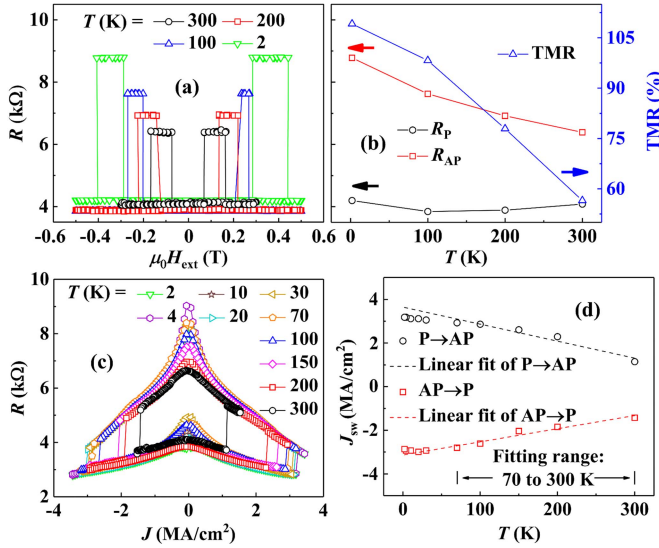 T (K) = 300 200
100 2
(a)
R (kΩ)
10
8
6
4
-0.6 -0.4 -0.2 0 0.2 0.4 0.6
μ0Hext (T)
TMR
(b)
RP
RAP
TMR (%)
105
90
75
60
0 100 200 300
T (K)
T (K) =
2 10 30
4 20 70
100
150
200
300
(c)
R (kΩ)
10
8
6
4
2
-4 -2 0 2 4
J (MA/cm²)
(d)
P→AP
Linear fit of P→AP
AP→P
Linear fit of AP→P
Fitting range:
70 to 300 K
Jsw (MA/cm²)
4
2
0
-2
-4
0 100 200 300
T (K)